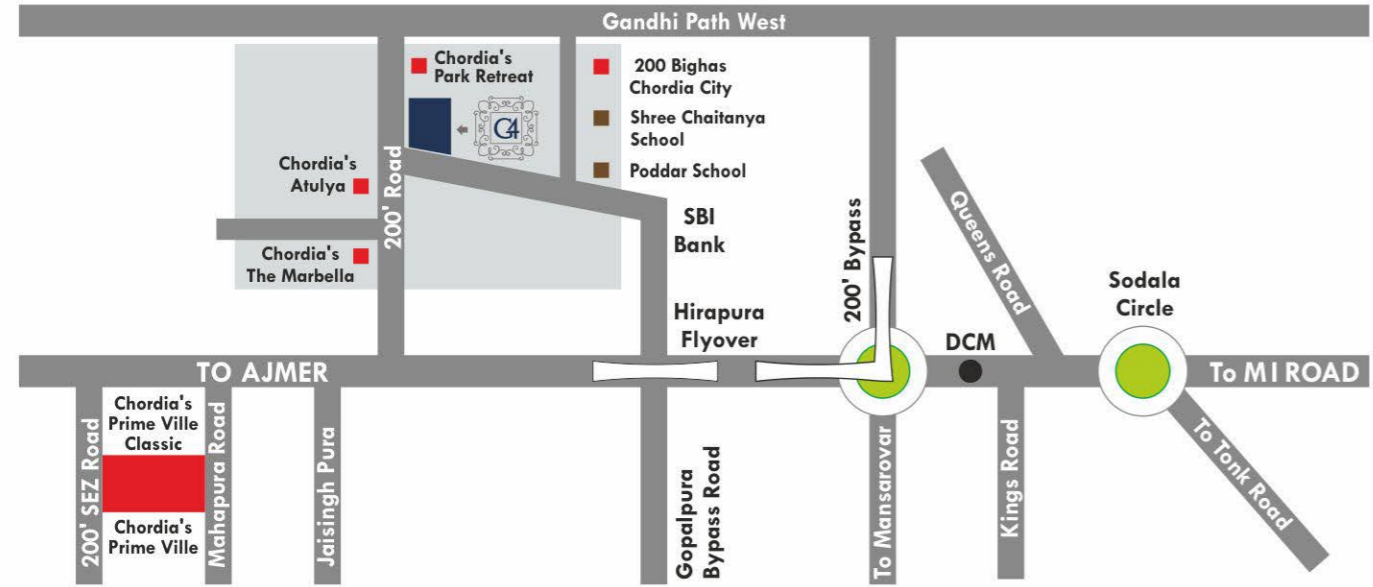 Gandhi Path West
Chordia's
Park Retreat
G4
200 Bighas
Chordia City
Shree Chaitanya
School
Poddar School
Chordia's
Atulya
200' Road
Chordia's
The Marbella
SBI
Bank
Hirapura
Flyover
200' Bypass
Queens Road
DCM
Sodala
Circle
TO AJMER
To M I ROAD
200' SEZ Road
Chordia's
Prime Ville
Classic
Chordia's
Prime Ville
Mahapura Road
Jaisingh Pura
Gopalpura
Bypass Road
To Mansarovar
Kings Road
To Tonk Road